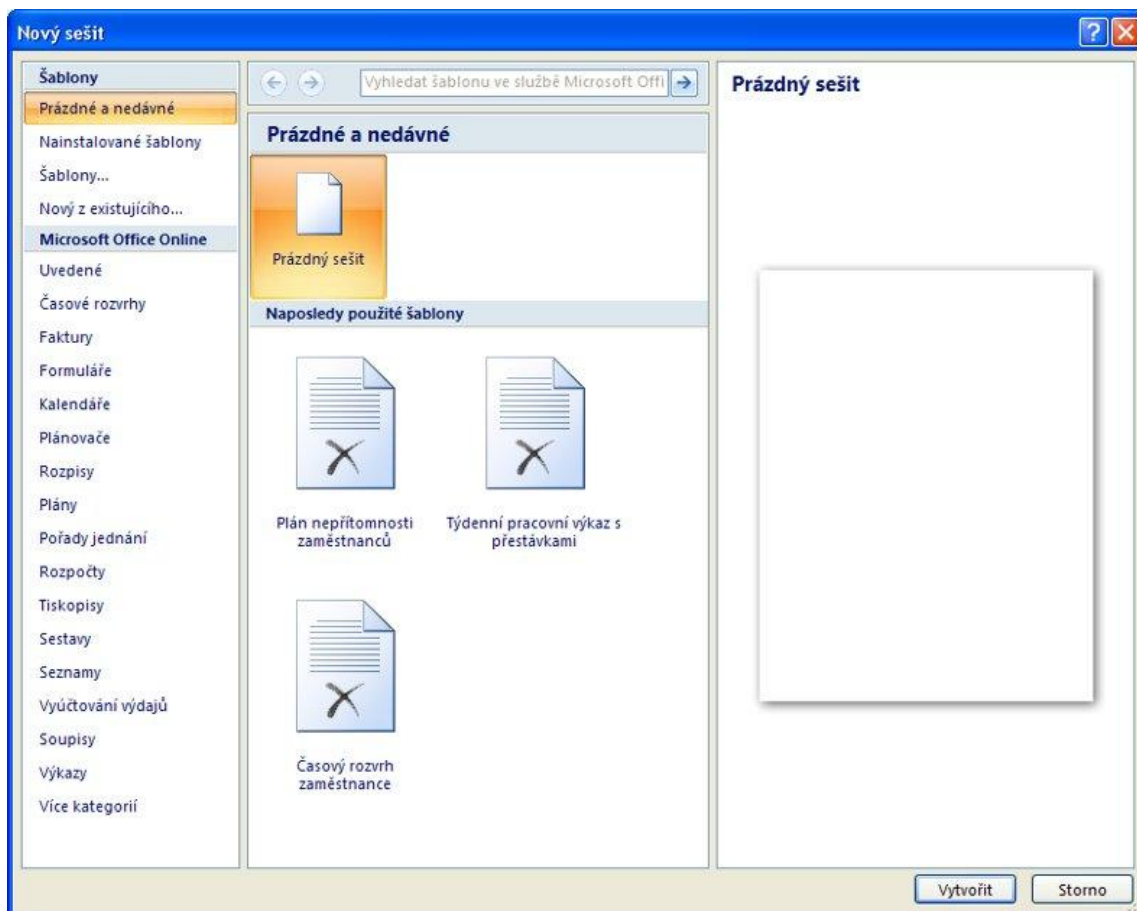 Nový sešit
Šablony
Prázdné a nedávné
Nainstalované šablony
Šablony...
Nový z existujícího...
Microsoft Office Online
Uvedené
Časové rozvrhy
Faktury
Formuláře
Kalendáře
Plánovače
Rozpisy
Plány
Pořady jednání
Rozpočty
Tiskopisy
Sestavy
Seznamy
Vyúčtování výdajů
Soupisy
Výkazy
Více kategorií
Vyhledat šablonu ve službě Microsoft Offi
Prázdné a nedávné
Prázdný sešit
Naposledy použité šablony
Plán nepřítomnosti
zaměstnanců
Týdenní pracovní výkaz s
přestávkami
Časový rozvrh
zaměstnance
Prázdný sešit
Vytvořit
Storno